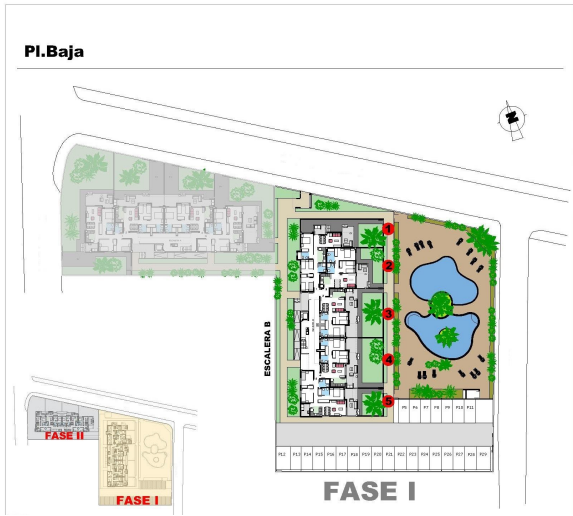 Pl.Baja
N
1
2
3
4
5
ESCALERA B
P5 P6 P7 P8 P9 P10 P11
P12 P13 P14 P15 P16 P17 P18 P19 P20 P21 P22 P23 P24 P25 P26 P27 P28 P29
FASE I
FASE II
FASE I